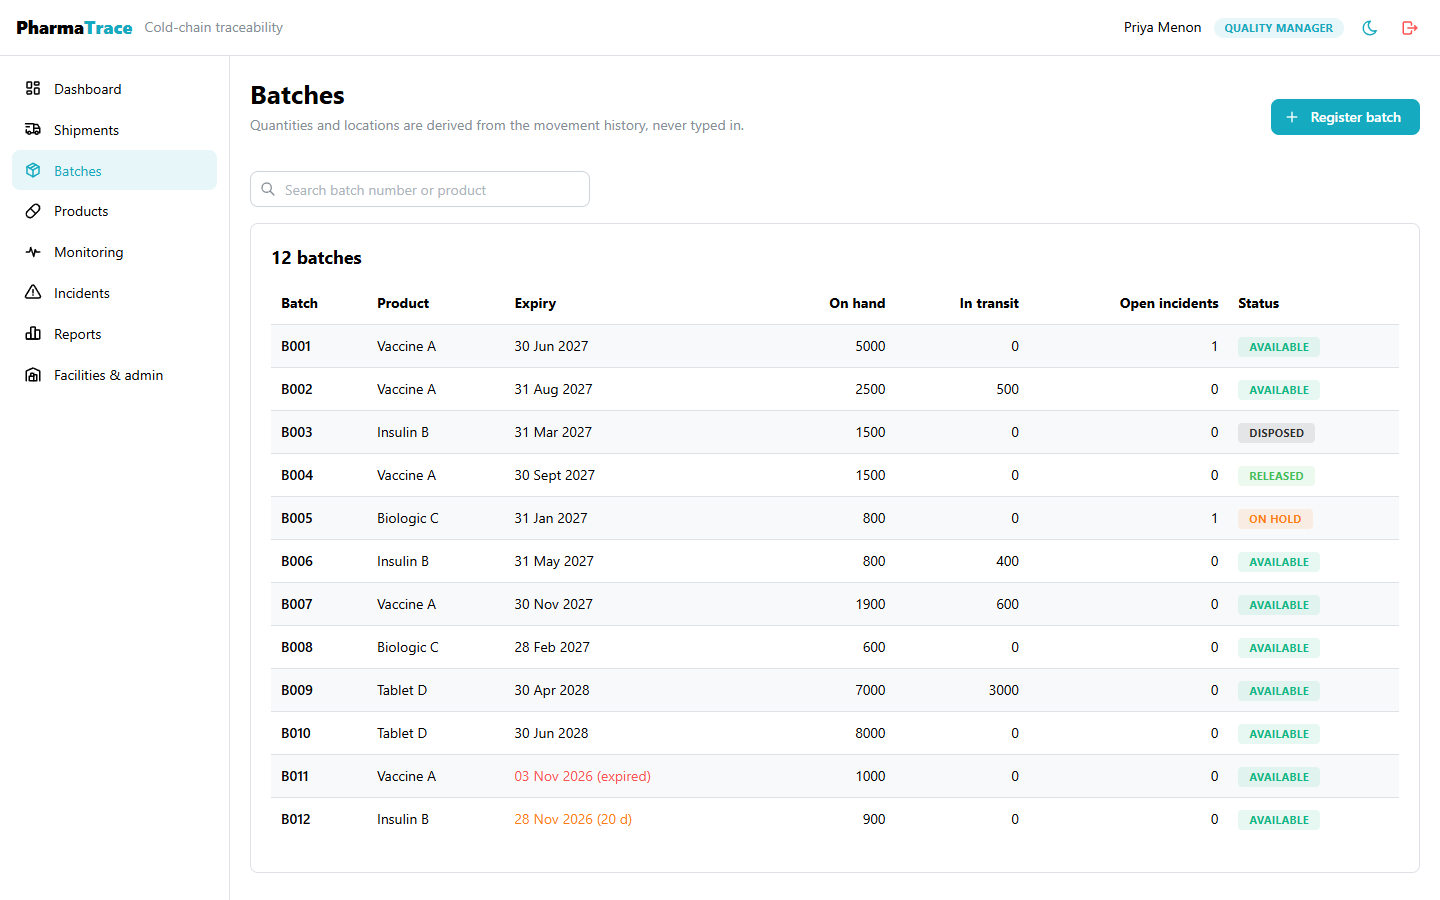 PharmaTrace Cold-chain traceability Priya Menon QUALITY MANAGER
Dashboard
Shipments
Batches
Products
Monitoring
Incidents
Reports
Facilities & admin
Batches
Quantities and locations are derived from the movement history, never typed in.
+ Register batch
Search batch number or product
12 batches
Batch Product Expiry On hand In transit Open incidents Status
B001 Vaccine A 30 Jun 2027 5000 0 1 AVAILABLE
B002 Vaccine A 31 Aug 2027 2500 500 0 AVAILABLE
B003 Insulin B 31 Mar 2027 1500 0 0 DISPOSED
B004 Vaccine A 30 Sept 2027 1500 0 0 RELEASED
B005 Biologic C 31 Jan 2027 800 0 1 ON HOLD
B006 Insulin B 31 May 2027 800 400 0 AVAILABLE
B007 Vaccine A 30 Nov 2027 1900 600 0 AVAILABLE
B008 Biologic C 28 Feb 2027 600 0 0 AVAILABLE
B009 Tablet D 30 Apr 2028 7000 3000 0 AVAILABLE
B010 Tablet D 30 Jun 2028 8000 0 0 AVAILABLE
B011 Vaccine A 03 Nov 2026 (expired) 1000 0 0 AVAILABLE
B012 Insulin B 28 Nov 2026 (20 d) 900 0 0 AVAILABLE